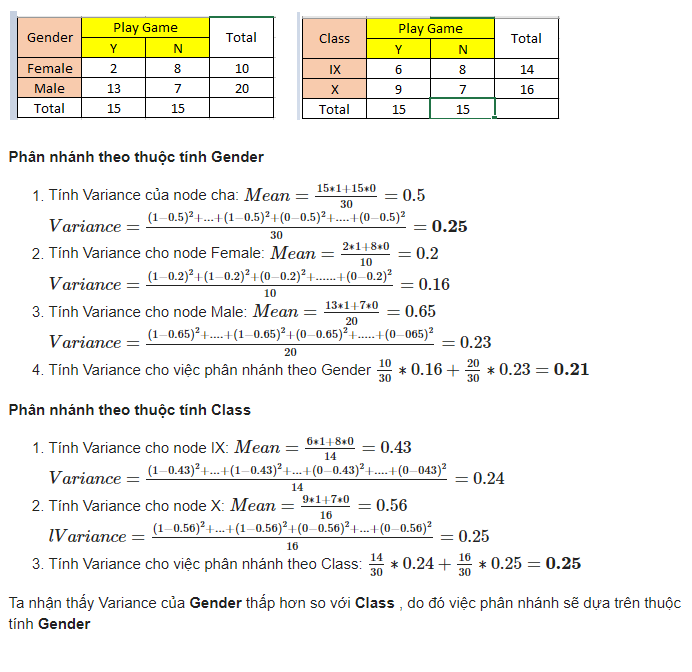 Gender Play Game Total
Y N
Female 2 8 10
Male 13 7 20
Total 15 15
Class Play Game Total
Y N
IX 6 8 14
X 9 7 16
Total 15 15
Phân nhánh theo thuộc tính Gender
1. Tính Variance của node cha: Mean = \frac{15*1+15*0}{30} = 0.5
Variance = \frac{(1-0.5)^2+...+(1-0.5)^2+(0-0.5)^2+....+(0-0.5)^2}{30} = 0.25
2. Tính Variance cho node Female: Mean = \frac{2*1+8*0}{10} = 0.2
Variance = \frac{(1-0.2)^2+(1-0.2)^2+(0-0.2)^2+......+(0-0.2)^2}{10} = 0.16
3. Tính Variance cho node Male: Mean = \frac{13*1+7*0}{20} = 0.65
Variance = \frac{(1-0.65)^2+....+(1-0.65)^2+(0-0.65)^2+.....+(0-065)^2}{20} = 0.23
4. Tính Variance cho việc phân nhánh theo Gender \frac{10}{30} * 0.16 + \frac{20}{30} * 0.23 = 0.21
Phân nhánh theo thuộc tính Class
1. Tính Variance cho node IX: Mean = \frac{6*1+8*0}{14} = 0.43
Variance = \frac{(1-0.43)^2+...+(1-0.43)^2+...+(0-0.43)^2+....+(0-043)^2}{14} = 0.24
2. Tính Variance cho node X: Mean = \frac{9*1+7*0}{16} = 0.56
lVariance = \frac{(1-0.56)^2+...+(1-0.56)^2+(0-0.56)^2+...+(0-0.56)^2}{16} = 0.25
3. Tính Variance cho việc phân nhánh theo Class: \frac{14}{30} * 0.24 + \frac{16}{30} * 0.25 = 0.25
Ta nhận thấy Variance của Gender thấp hơn so với Class , do đó việc phân nhánh sẽ dựa trên thuộc
tính Gender